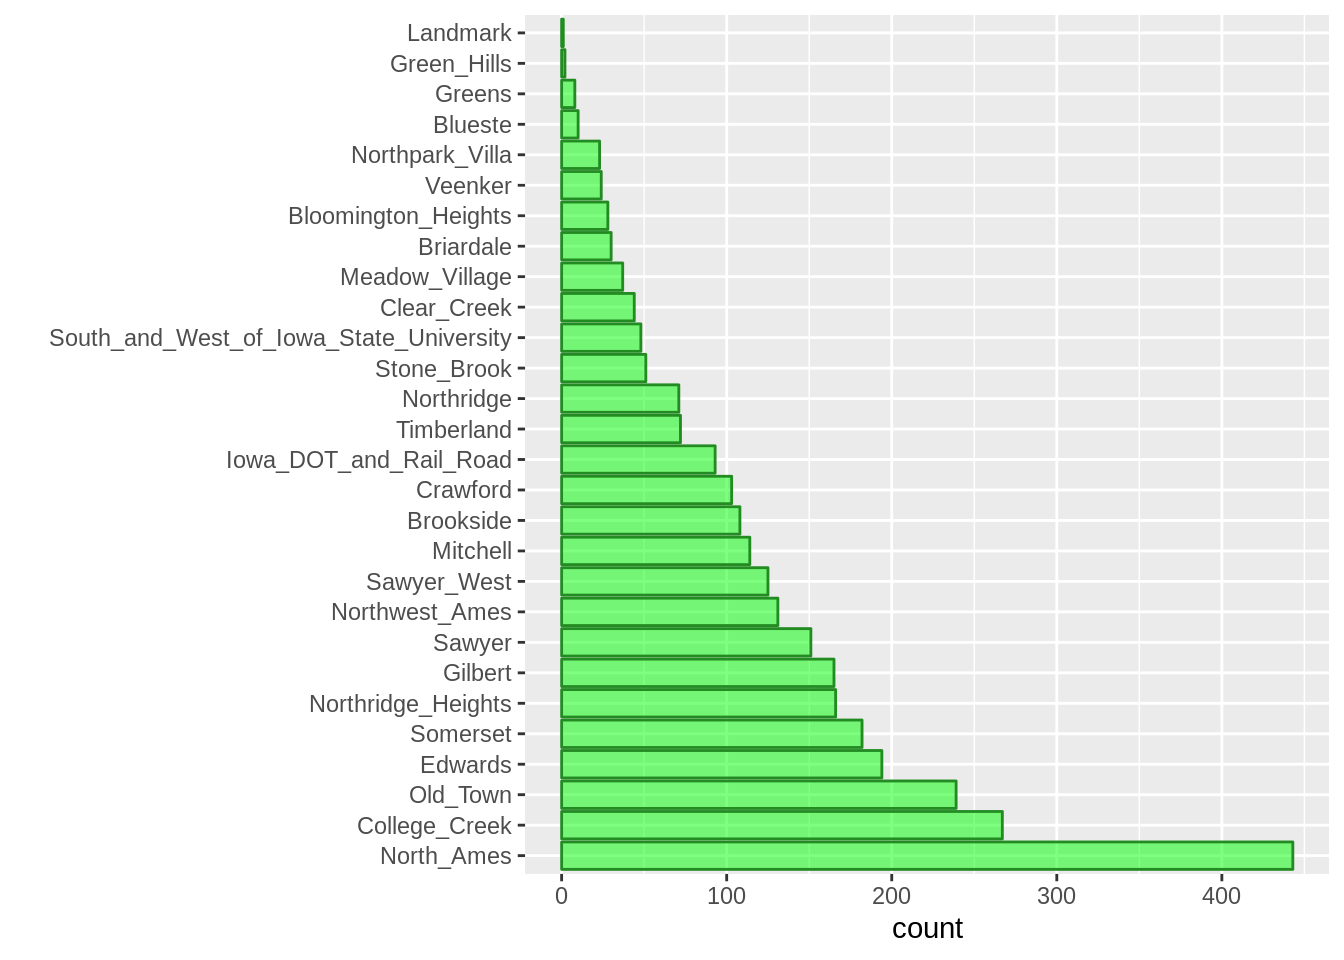 Landmark
Green_Hills
Greens
Blueste
Northpark_Villa
Veenker
Bloomington_Heights
Briardale
Meadow_Village
Clear_Creek
South_and_West_of_Iowa_State_University
Stone_Brook
Northridge
Timberland
Iowa_DOT_and_Rail_Road
Crawford
Brookside
Mitchell
Sawyer_West
Northwest_Ames
Sawyer
Gilbert
Northridge_Heights
Somerset
Edwards
Old_Town
College_Creek
North_Ames
0 100 200 300 400
count